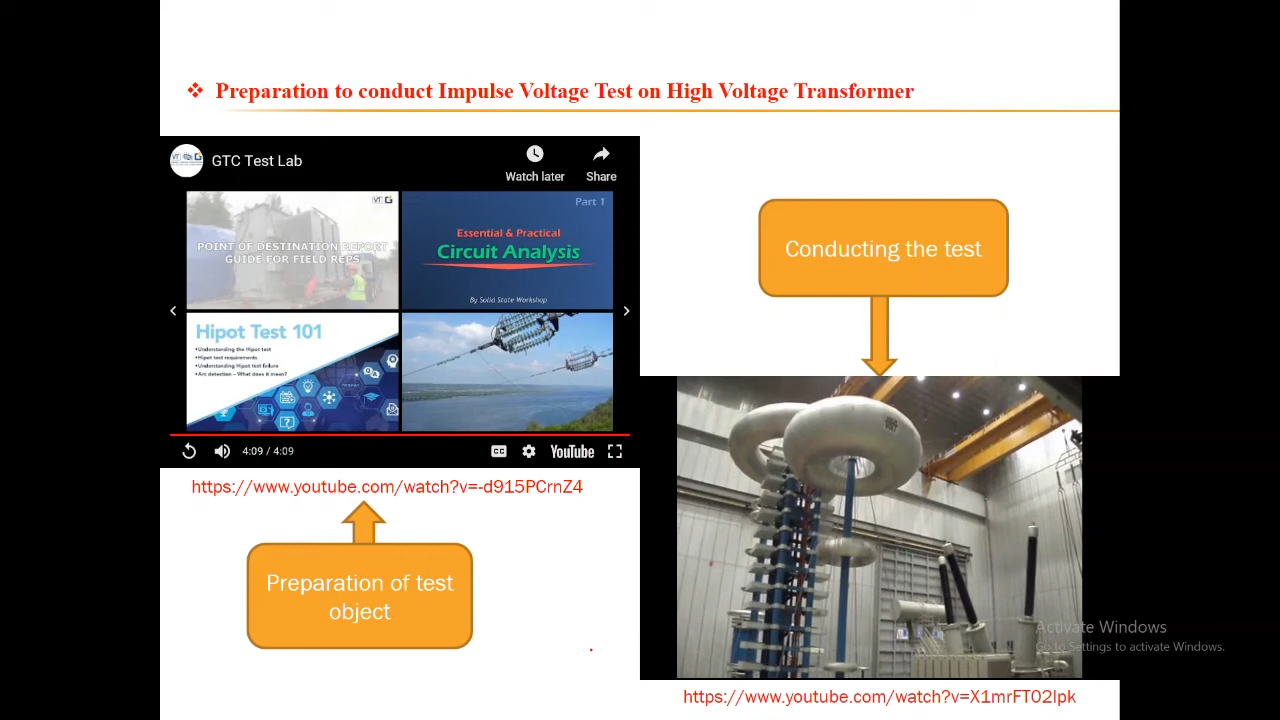 Preparation to conduct Impulse Voltage Test on High Voltage Transformer
GTC Test Lab
Watch later
Share
POINT OF DESTINATION REPORT
GUIDE FOR FIELD REPS
Part 1
Essential & Practical
Circuit Analysis
By Solid State Workshop
Hipot Test 101
•Understanding the Hipot test
•Hipot test requirements
•Understanding Hipot test failure
•Arc detection – What does it mean?
4:09 / 4:09
CC
YouTube
https://www.youtube.com/watch?v=-d915PCrnZ4
Preparation of test
object
Conducting the test
Activate Windows
Go to Settings to activate Windows.
https://www.youtube.com/watch?v=X1mrFT02Ipk